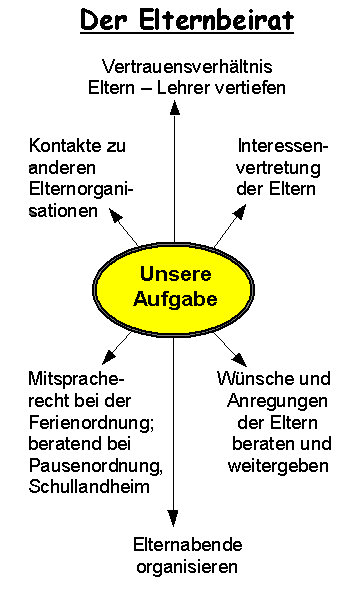 Der Elternbeirat
Vertrauensverhältnis
Eltern – Lehrer vertiefen
Kontakte zu
anderen
Elternorgani-
sationen
Interessen-
vertretung
der Eltern
Unsere
Aufgabe
Mitsprache-
recht bei der
Ferienordnung;
beratend bei
Pausenordnung,
Schullandheim
Wünsche und
Anregungen
der Eltern
beraten und
weitergeben
Elternabende
organisieren